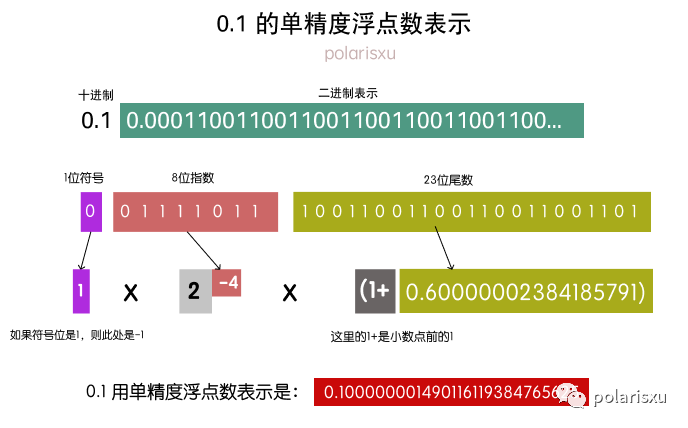 0.1 的单精度浮点数表示
polarisxu
十进制
二进制表示
0.1 0.00011001100110011001100110011001100...
1位符号 8位指数 23位尾数
0 0 1 1 1 1 0 1 1 1 0 0 1 1 0 0 1 1 0 0 1 1 0 0 1 1 0 0 1 1 0 1
1 x 2 -4 x (1+ 0.60000002384185791)
如果符号位是1，则此处是-1 这里的1+是小数点前的1
0.1 用单精度浮点数表示是： 0.1000000014901161193847656
polarisxu